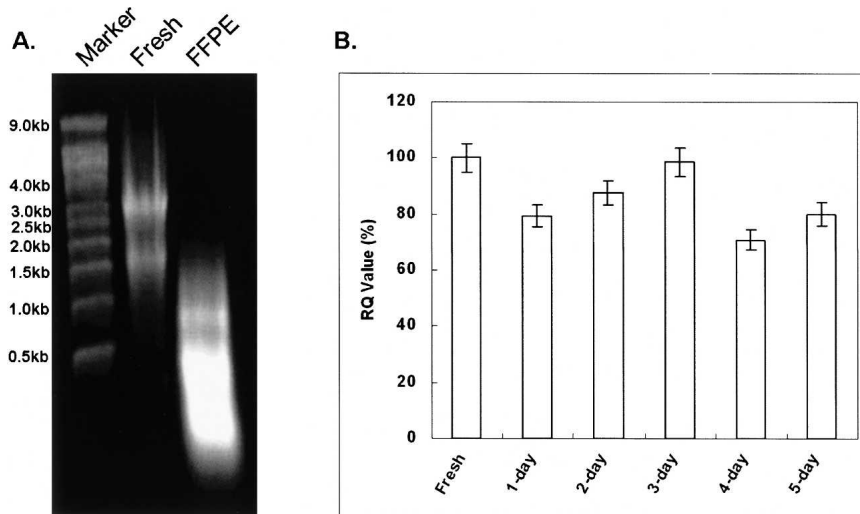 A.
Marker
Fresh
FFPE
9.0kb
4.0kb
3.0kb
2.5kb
2.0kb
1.5kb
1.0kb
0.5kb
B.
RQ Value (%)
120
100
80
60
40
20
0
Fresh
1-day
2-day
3-day
4-day
5-day